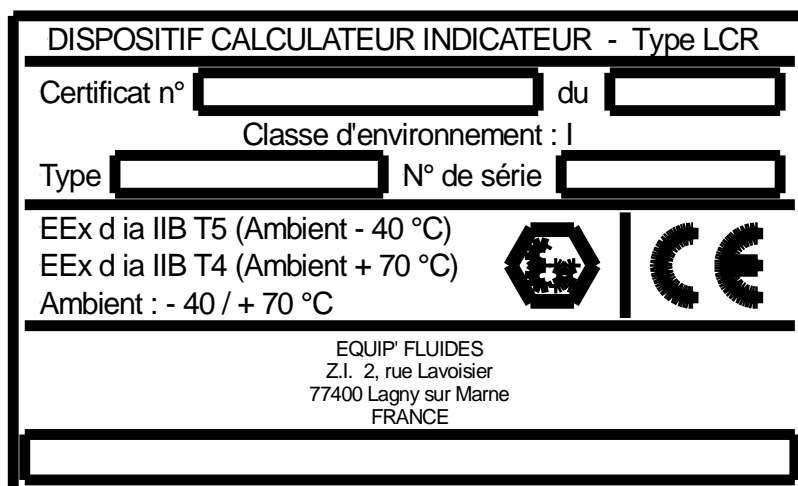 DISPOSITIF CALCULATEUR INDICATEUR - Type LCR
Certificat n° du
Classe d'environnement : I
Type N° de série
EEx d ia IIB T5 (Ambient - 40 °C)
EEx d ia IIB T4 (Ambient + 70 °C)
Ambient : - 40 / + 70 °C
CE
EQUIP' FLUIDES
Z.I. 2, rue Lavoisier
77400 Lagny sur Marne
FRANCE